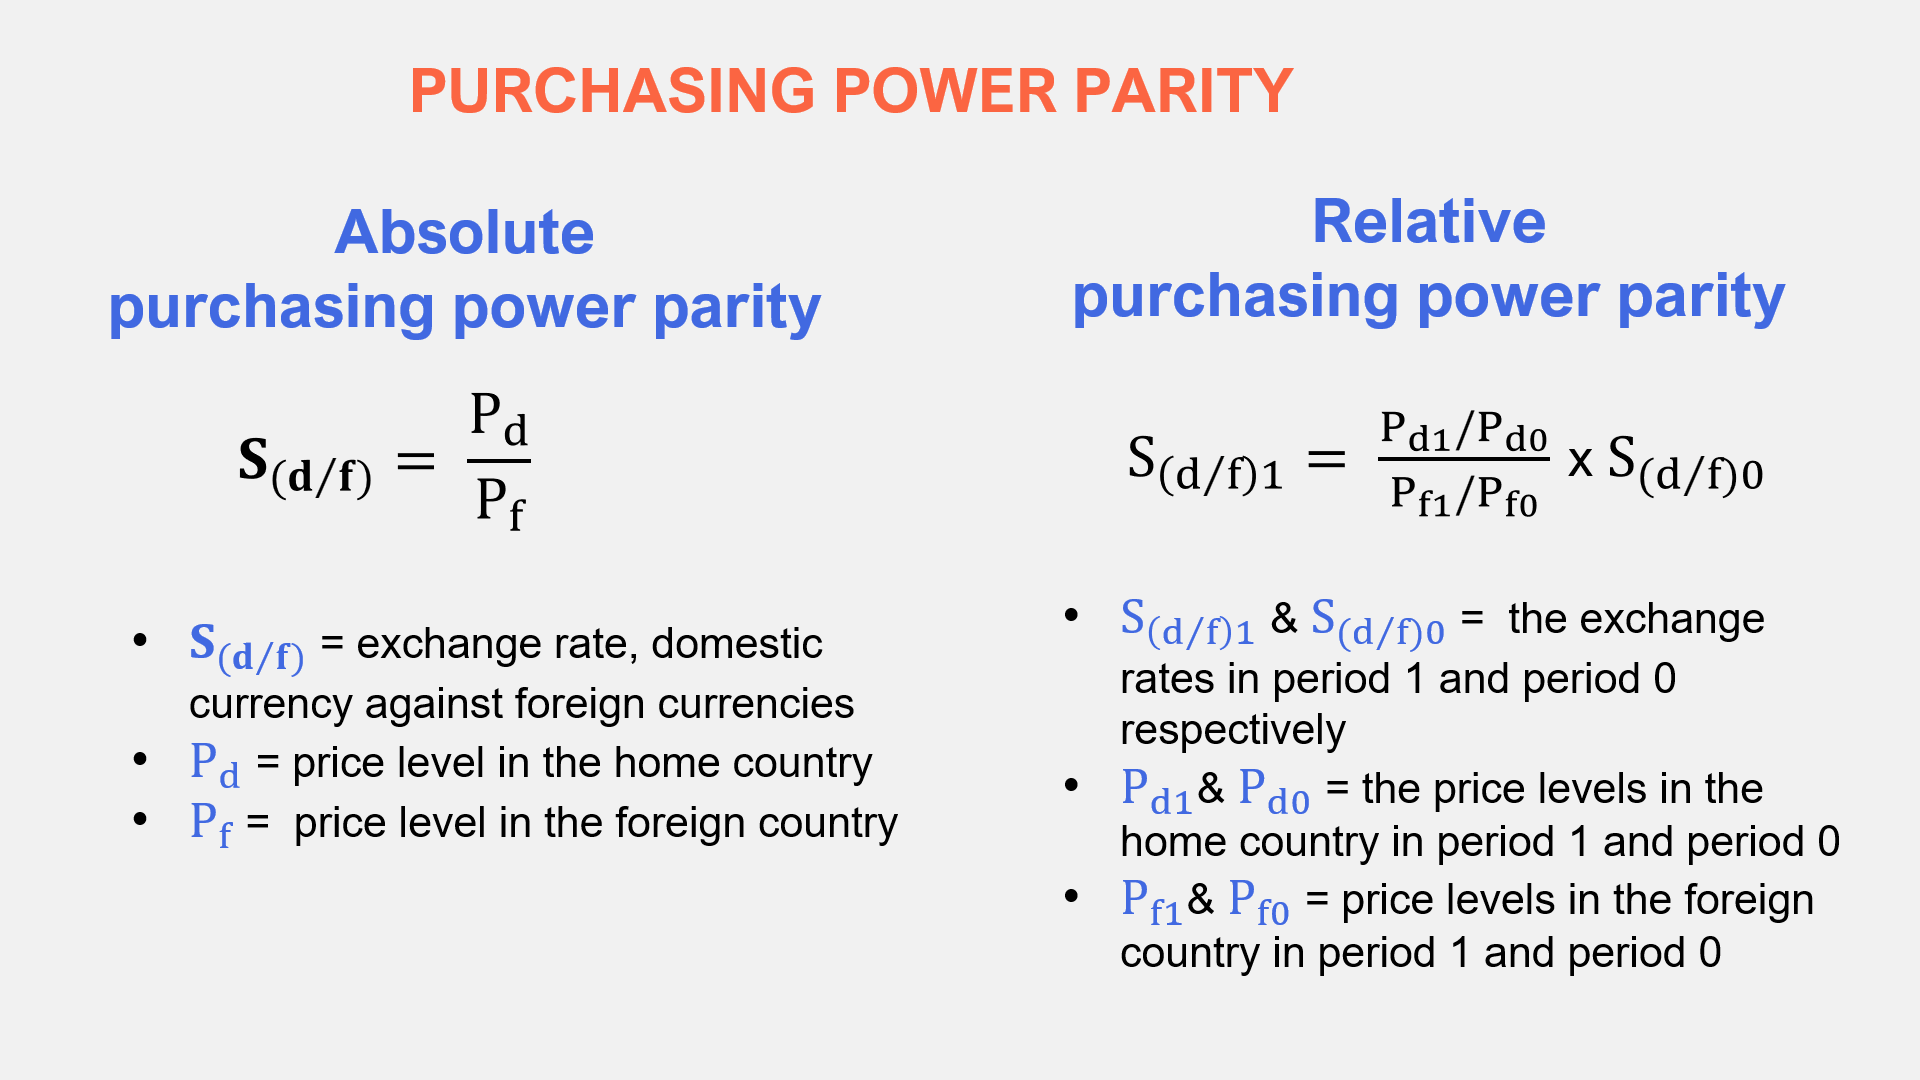 PURCHASING POWER PARITY
Absolute
purchasing power parity
S(d/f) = Pd/Pf
• S(d/f) = exchange rate, domestic
currency against foreign currencies
• Pd = price level in the home country
• Pf = price level in the foreign country
Relative
purchasing power parity
S(d/f)1 = (Pd1/Pd0)/(Pf1/Pf0) x S(d/f)0
• S(d/f)1 & S(d/f)0 = the exchange
rates in period 1 and period 0
respectively
• Pd1& Pd0 = the price levels in the
home country in period 1 and period 0
• Pf1& Pf0 = price levels in the foreign
country in period 1 and period 0